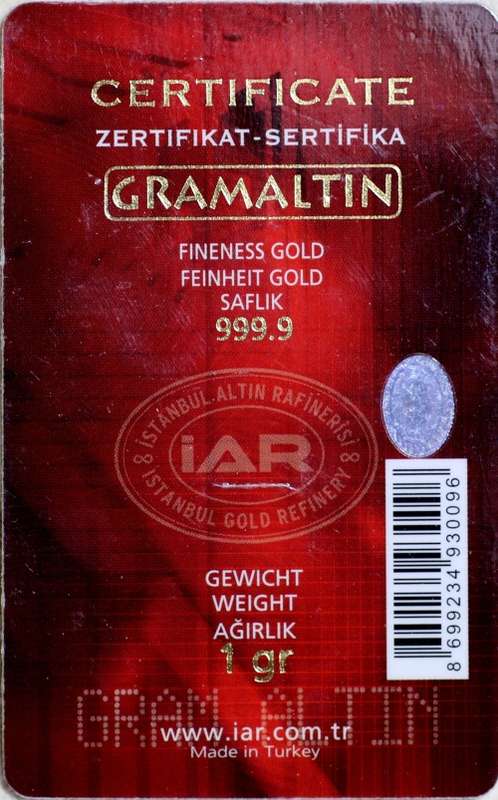 CERTIFICATE
ZERTIFIKAT-SERTİFİKA
GRAMALTIN
FINENESS GOLD
FEINHEIT GOLD
SAFLIK
999.9
İSTANBUL ALTIN RAFİNERİSİ
iAR
İSTANBUL GOLD REFINERY
8 699234 930096
GEWICHT
WEIGHT
AĞIRLIK
1 gr
GRAM ALTIN
www.iar.com.tr
Made in Turkey